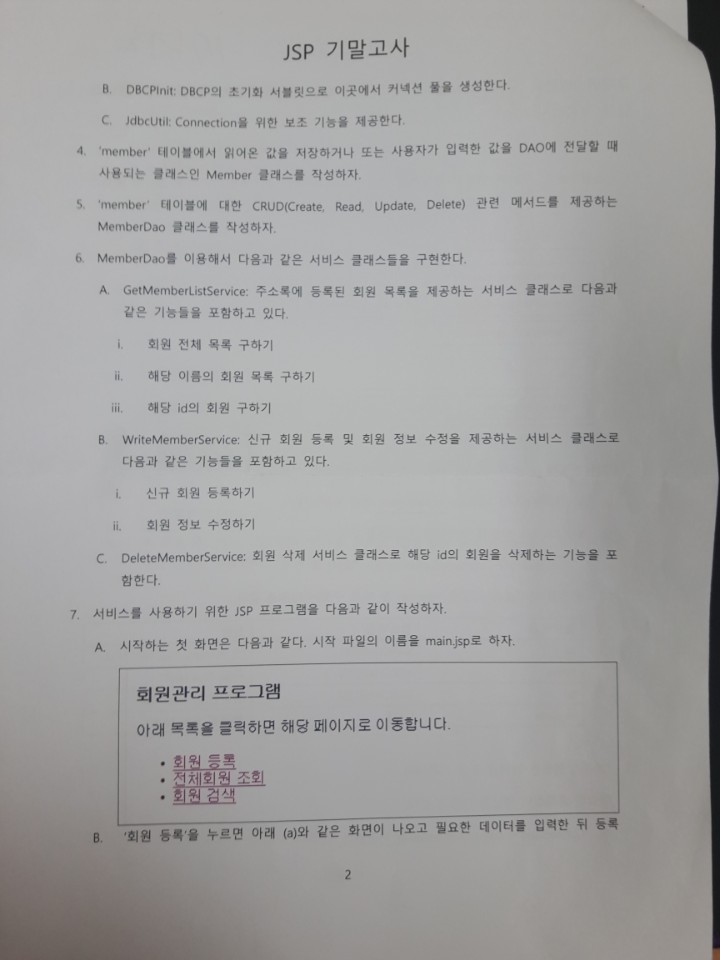 JSP 기말고사
B. DBCPInit: DBCP의 초기화 서블릿으로 이곳에서 커넥션 풀을 생성한다.
C. JdbcUtil: Connection을 위한 보조 기능을 제공한다.
4. 'member' 테이블에서 읽어온 값을 저장하거나 또는 사용자가 입력한 값을 DAO에 전달할 때
사용되는 클래스인 Member 클래스를 작성하자.
5. 'member' 테이블에 대한 CRUD(Create, Read, Update, Delete) 관련 메서드를 제공하는
MemberDao 클래스를 작성하자.
6. MemberDao를 이용해서 다음과 같은 서비스 클래스들을 구현한다.
A. GetMemberListService: 주소록에 등록된 회원 목록을 제공하는 서비스 클래스로 다음과
같은 기능들을 포함하고 있다.
i. 회원 전체 목록 구하기
ii. 해당 이름의 회원 목록 구하기
iii. 해당 id의 회원 구하기
B. WriteMemberService: 신규 회원 등록 및 회원 정보 수정을 제공하는 서비스 클래스로
다음과 같은 기능들을 포함하고 있다.
i. 신규 회원 등록하기
ii. 회원 정보 수정하기
C. DeleteMemberService: 회원 삭제 서비스 클래스로 해당 id의 회원을 삭제하는 기능을 포
함한다.
7. 서비스를 사용하기 위한 JSP 프로그램을 다음과 같이 작성하자.
A. 시작하는 첫 화면은 다음과 같다. 시작 파일의 이름을 main.jsp로 하자.
회원관리 프로그램
아래 목록을 클릭하면 해당 페이지로 이동합니다.
• 회원 등록
• 전체회원 조회
• 회원 검색
B. '회원 등록'을 누르면 아래 (a)와 같은 화면이 나오고 필요한 데이터를 입력한 뒤 등록
2